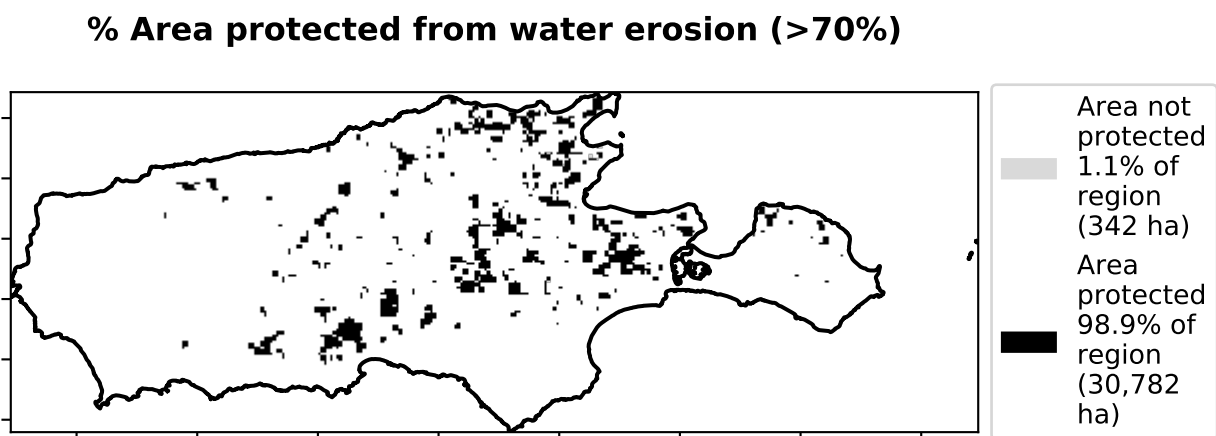 % Area protected from water erosion (>70%)
Area not
protected
1.1% of
region
(342 ha)
Area
protected
98.9% of
region
(30,782
ha)